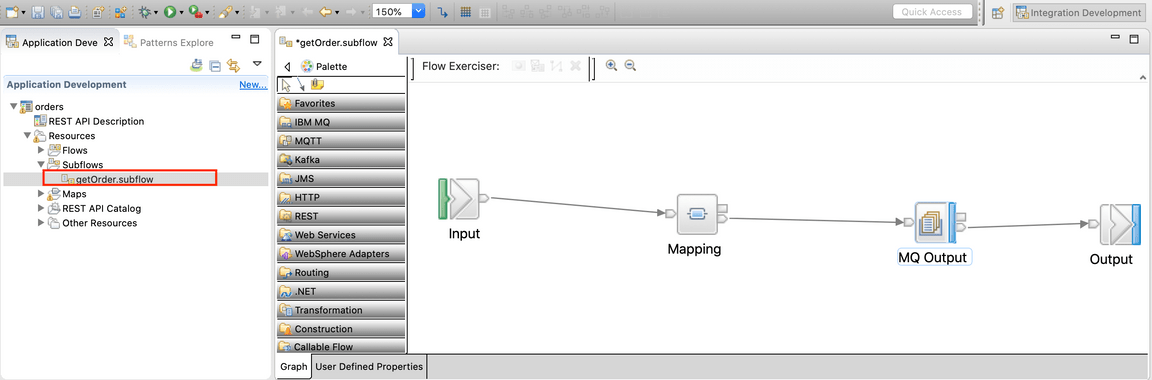 150%
Quick Access
Integration Development
Application Deve
Patterns Explore
Application Development
New...
orders
REST API Description
Resources
Flows
Subflows
getOrder.subflow
Maps
REST API Catalog
Other Resources
*getOrder.subflow
Palette
Flow Exerciser:
Favorites
IBM MQ
MQTT
Kafka
JMS
HTTP
REST
Web Services
WebSphere Adapters
Routing
.NET
Transformation
Construction
Callable Flow
Input
Mapping
MQ Output
Output
Graph
User Defined Properties